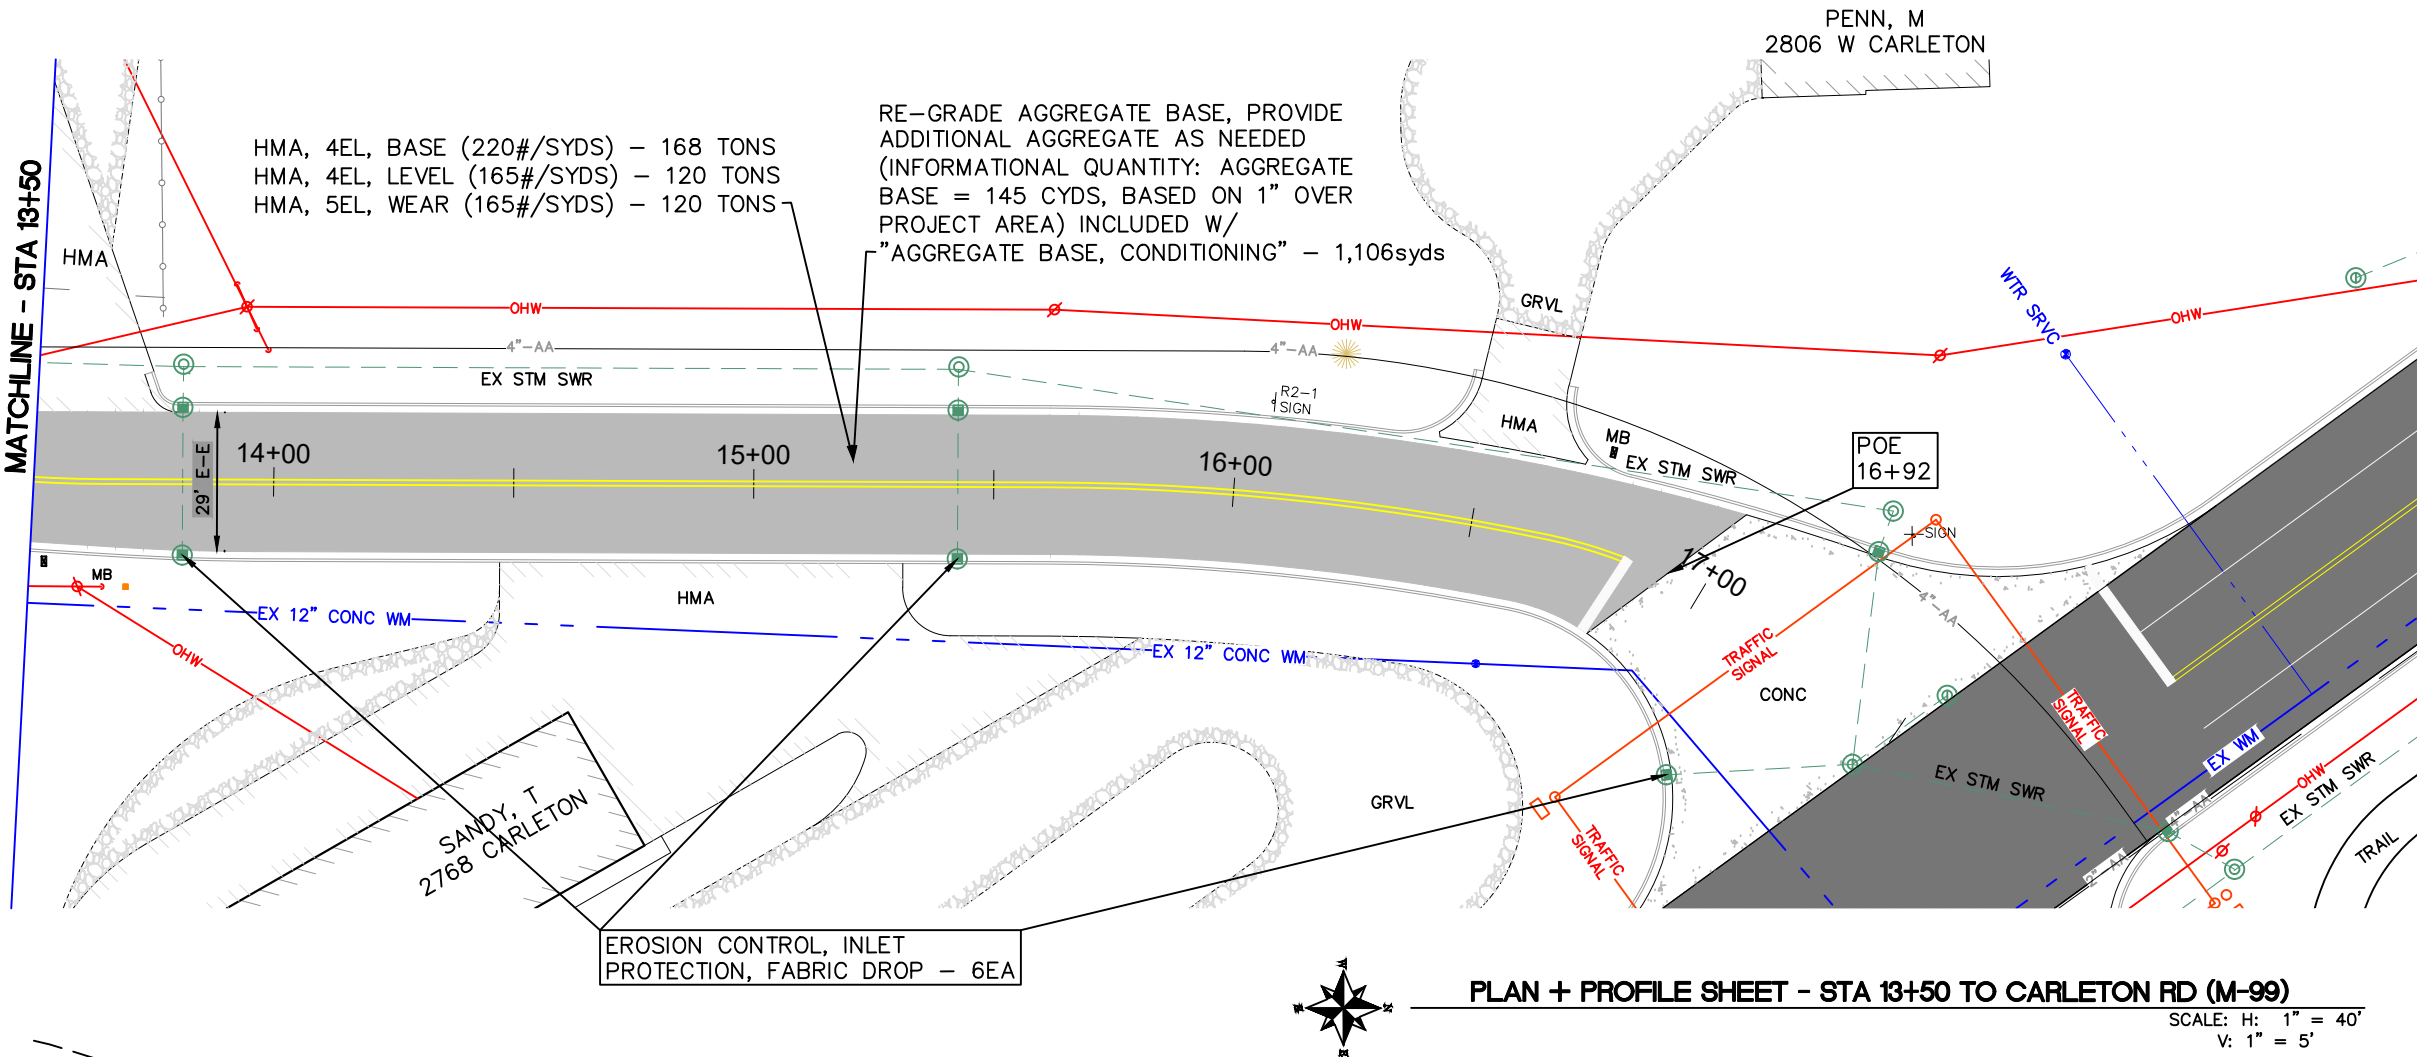 PENN, M
2806 W CARLETON
MATCHLINE - STA 13+50
HMA, 4EL, BASE (220#/SYDS) – 168 TONS
HMA, 4EL, LEVEL (165#/SYDS) – 120 TONS
HMA, 5EL, WEAR (165#/SYDS) – 120 TONS
RE-GRADE AGGREGATE BASE, PROVIDE
ADDITIONAL AGGREGATE AS NEEDED
(INFORMATIONAL QUANTITY: AGGREGATE
BASE = 145 CYDS, BASED ON 1" OVER
PROJECT AREA) INCLUDED W/
"AGGREGATE BASE, CONDITIONING" – 1,106syds
HMA
OHW
OHW
OHW
GRVL
WTR SRVC
4"-AA
4"-AA
EX STM SWR
R2-1
SIGN
HMA
MB
EX STM SWR
POE
16+92
29' E-E
14+00
15+00
16+00
17+00
SIGN
MB
HMA
EX 12" CONC WM
EX 12" CONC WM
OHW
4"-AA
TRAFFIC
SIGNAL
CONC
TRAFFIC
SIGNAL
EX WM
EX STM SWR
OHW
EX STM SWR
4"-AA
2" AA
TRAIL
GRVL
TRAFFIC
SIGNAL
SANDY, T
2768 CARLETON
EROSION CONTROL, INLET
PROTECTION, FABRIC DROP – 6EA
PLAN + PROFILE SHEET - STA 13+50 TO CARLETON RD (M-99)
SCALE: H: 1" = 40'
V: 1" = 5'